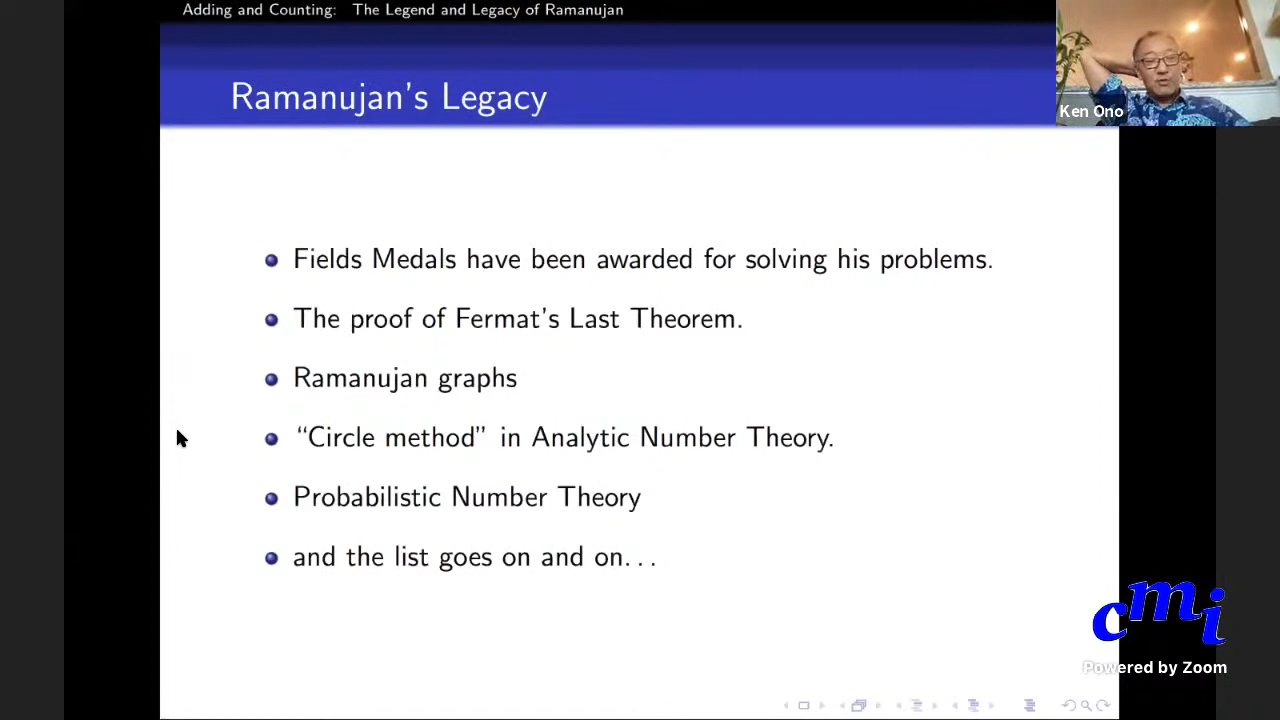 Adding and Counting: The Legend and Legacy of Ramanujan
Ramanujan's Legacy
Ken Ono
Fields Medals have been awarded for solving his problems.
The proof of Fermat's Last Theorem.
Ramanujan graphs
“Circle method” in Analytic Number Theory.
Probabilistic Number Theory
and the list goes on and on...
cmi
Powered by Zoom